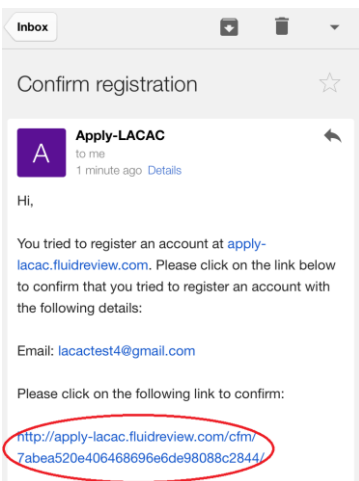 Inbox
Confirm registration
A
Apply-LACAC
to me
1 minute ago Details
Hi,
You tried to register an account at apply-
lacac.fluidreview.com. Please click on the link below
to confirm that you tried to register an account with
the following details:
Email: lacactest4@gmail.com
Please click on the following link to confirm:
http://apply-lacac.fluidreview.com/cfm/
7abea520e406468696e6de98088c2844/